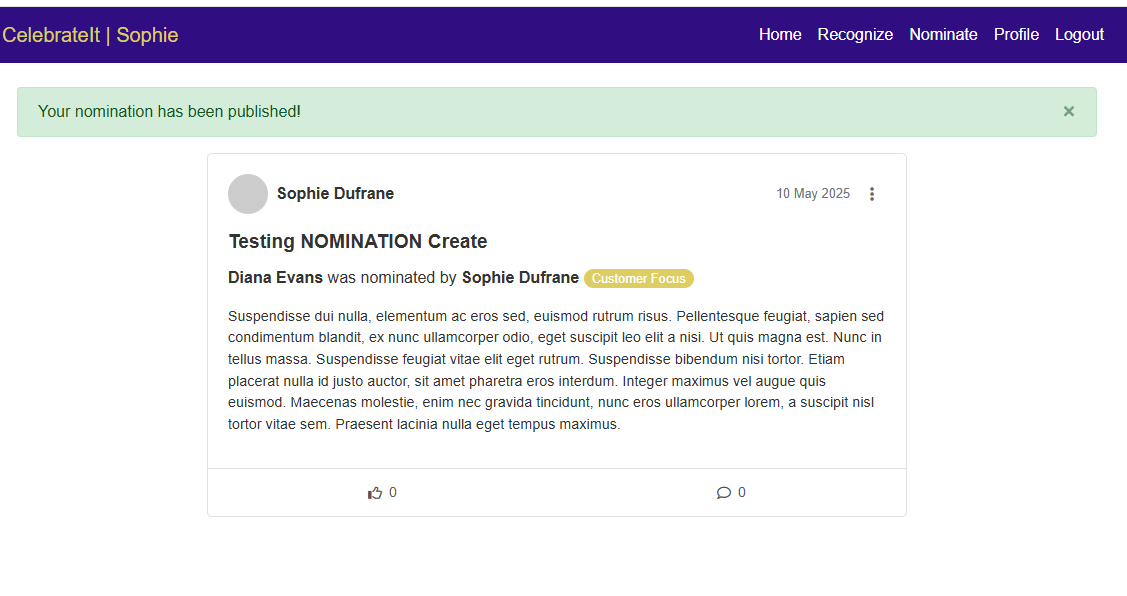 CelebrateIt | Sophie
Home Recognize Nominate Profile Logout
Your nomination has been published!
×
Sophie Dufrane
10 May 2025
Testing NOMINATION Create
Diana Evans was nominated by Sophie Dufrane Customer Focus
Suspendisse dui nulla, elementum ac eros sed, euismod rutrum risus. Pellentesque feugiat, sapien sed
condimentum blandit, ex nunc ullamcorper odio, eget suscipit leo elit a nisi. Ut quis magna est. Nunc in
tellus massa. Suspendisse feugiat vitae elit eget rutrum. Suspendisse bibendum nisi tortor. Etiam
placerat nulla id justo auctor, sit amet pharetra eros interdum. Integer maximus vel augue quis
euismod. Maecenas molestie, enim nec gravida tincidunt, nunc eros ullamcorper lorem, a suscipit nisl
tortor vitae sem. Praesent lacinia nulla eget tempus maximus.
0
0